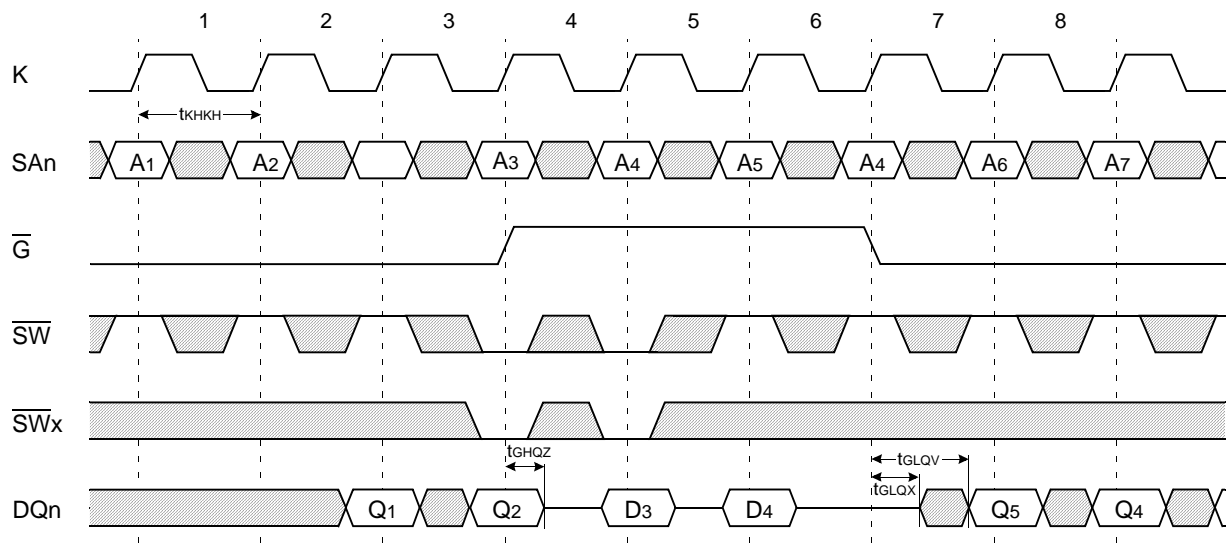 1 2 3 4 5 6 7 8
K
tKHKH
SAn A1 A2 A3 A4 A5 A4 A6 A7
G
SW
SWx
tGHQZ tGLQV
tGLQX
DQn Q1 Q2 D3 D4 Q5 Q4